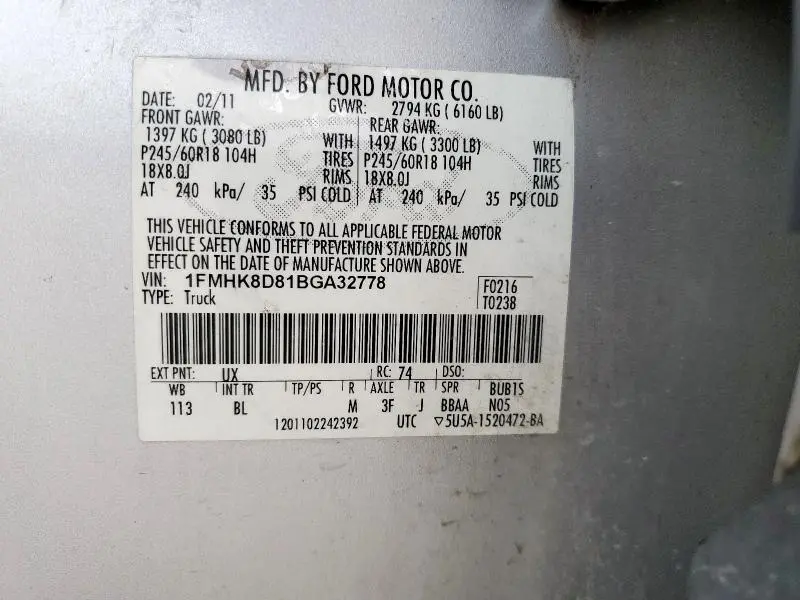 MFD. BY FORD MOTOR CO.
DATE: 02/11 GVWR: 2794 KG ( 6160 LB)
FRONT GAWR: REAR GAWR:
1397 KG ( 3080 LB) WITH 1497 KG ( 3300 LB) WITH
P245/60R18 104H TIRES P245/60R18 104H TIRES
18X8.0J RIMS 18X8.0J RIMS
AT 240 kPa/ 35 PSI COLD AT 240 kPa/ 35 PSI COLD
THIS VEHICLE CONFORMS TO ALL APPLICABLE FEDERAL MOTOR
VEHICLE SAFETY AND THEFT PREVENTION STANDARDS IN
EFFECT ON THE DATE OF MANUFACTURE SHOWN ABOVE.
VIN: 1FMHK8D81BGA32778 F0216
TYPE: Truck T0238
EXT PNT: UX RC: 74 DSO:
WB INT TR TP/PS R AXLE TR SPR BUB1S
113 BL M 3F J BBAA N05
1201102242392 UTC ▽5U5A-1520472-BA